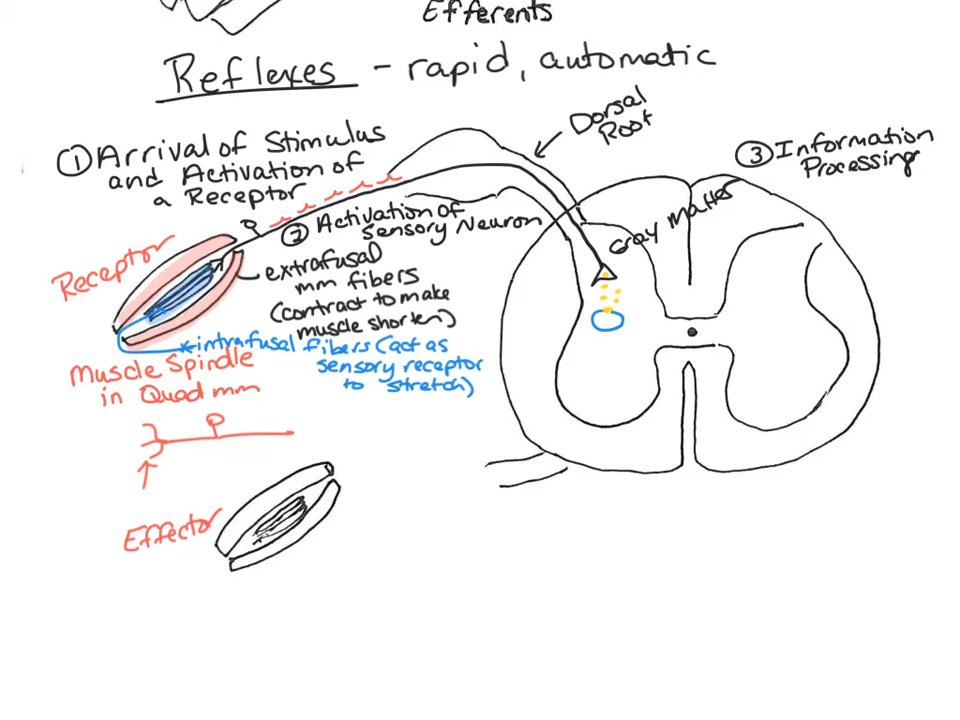 Efferents
Reflexes - rapid, automatic
① Arrival of Stimulus
and Activation of
a Receptor
Dorsal
Root
③ Information
Processing
② Activation of
Sensory Neuron
Gray Matter
Receptor
extrafusal
mm fibers
(contract to make
muscle shorten)
intrafusal fibers (act as
sensory receptor
to stretch)
Muscle Spindle
in Quad mm
Effector